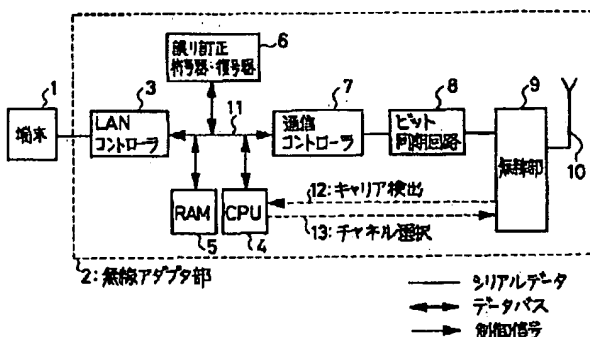 6
誤り訂正
符号器・復号器
1
端末
3
LAN
コントローラ
11
7
通信
コントローラ
8
ビット
同期回路
9
無線部
10
RAM
5
CPU
4
12:キャリア検出
13:チャネル選択
2:無線アダプタ部
シリアルデータ
データバス
制御信号